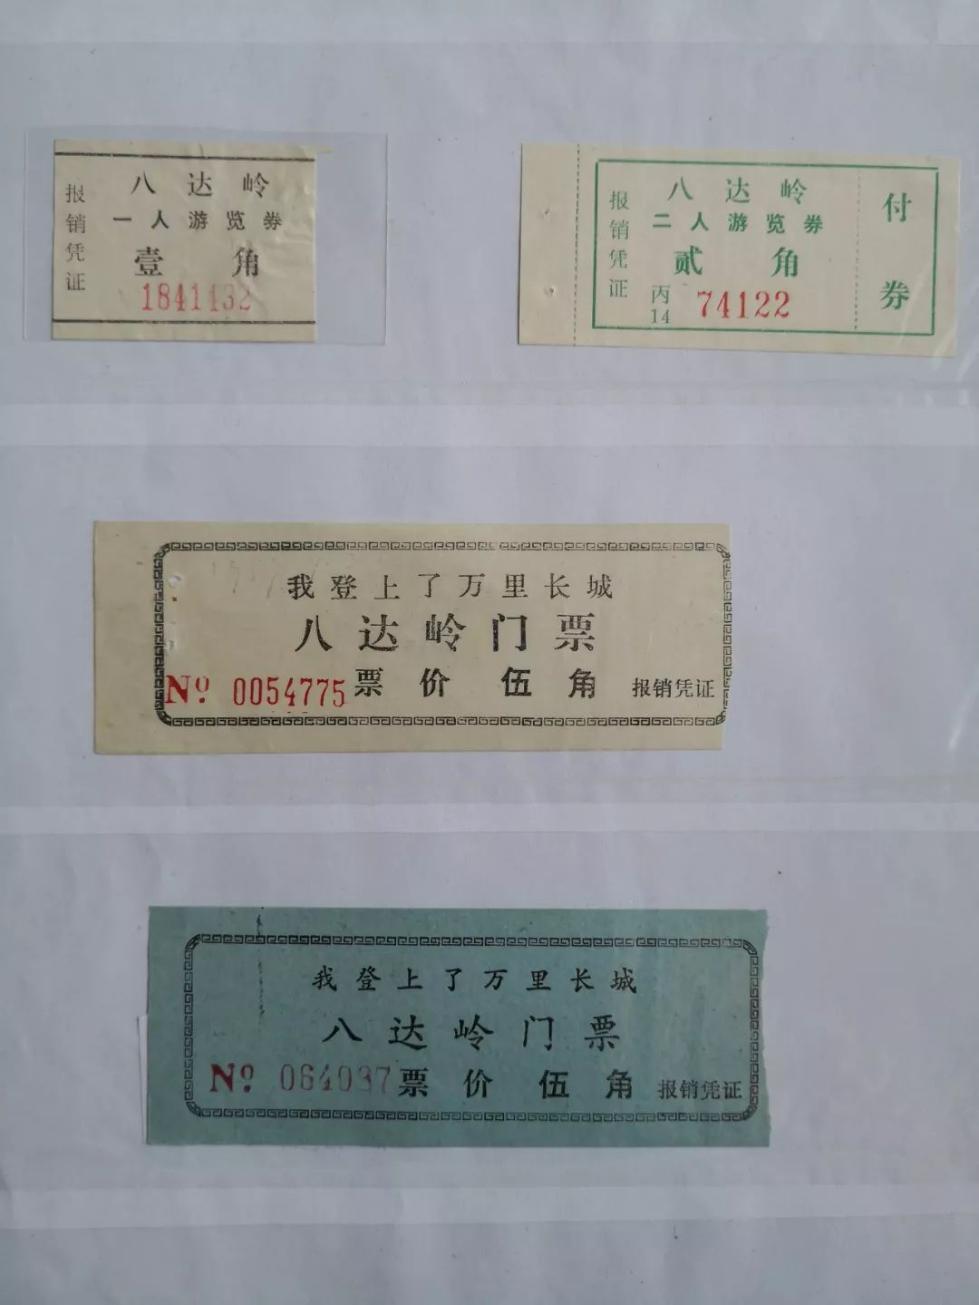 八达岭
一人游览券
壹角
1841432
报销凭证
八达岭
二人游览券
贰角
丙14 74122
报销凭证
付券
我登上了万里长城
八达岭门票
Nº 0054775 票价 伍角 报销凭证
我登上了万里长城
八达岭门票
Nº 064037 票价 伍角 报销凭证